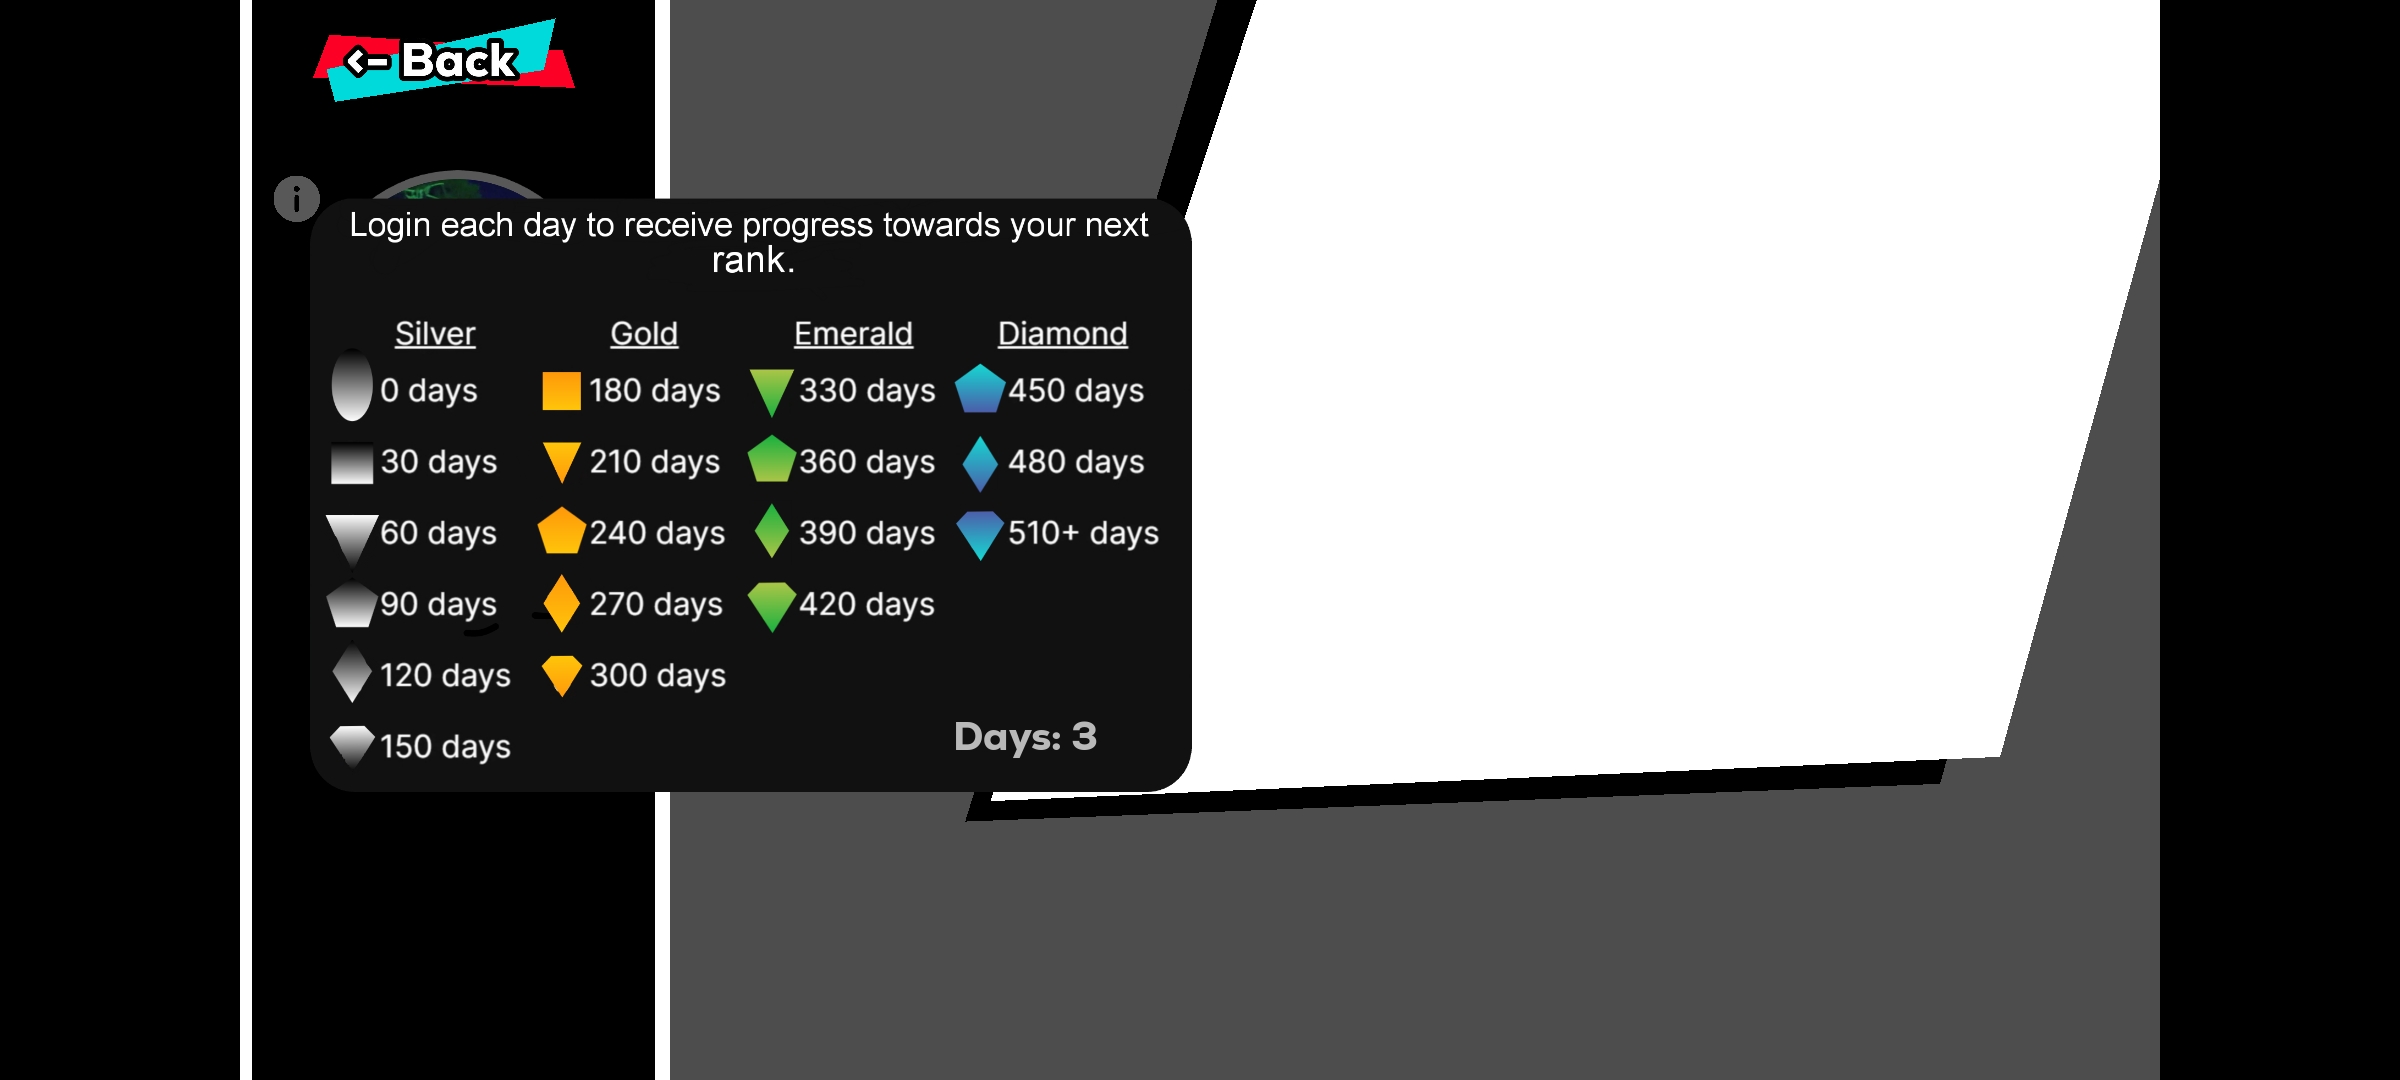 <- Back
i
Login each day to receive progress towards your next
rank.
Silver Gold Emerald Diamond
0 days 180 days 330 days 450 days
30 days 210 days 360 days 480 days
60 days 240 days 390 days 510+ days
90 days 270 days 420 days
120 days 300 days
150 days
Days: 3